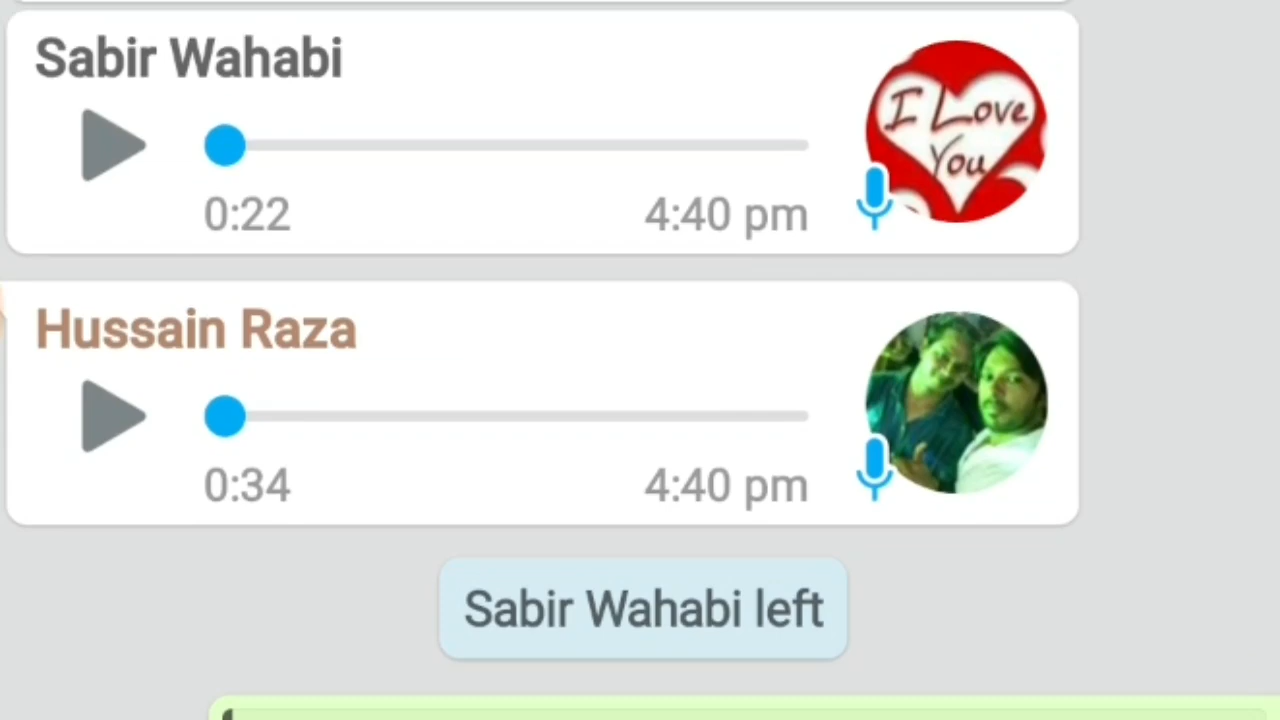 Sabir Wahabi
I Love
You
0:22 4:40 pm
Hussain Raza
0:34 4:40 pm
Sabir Wahabi left